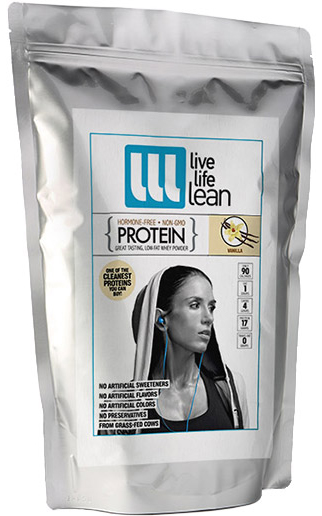 live
life
lean
HORMONE-FREE • NON-GMO
{ PROTEIN }
GREAT TASTING, LOW-FAT WHEY POWDER
VANILLA
ONE OF THE
CLEANEST
PROTEINS
YOU CAN
BUY!
90
1
4
17
0
NO ARTIFICIAL SWEETENERS
NO ARTIFICIAL FLAVORS
NO ARTIFICIAL COLORS
NO PRESERVATIVES
FROM GRASS-FED COWS